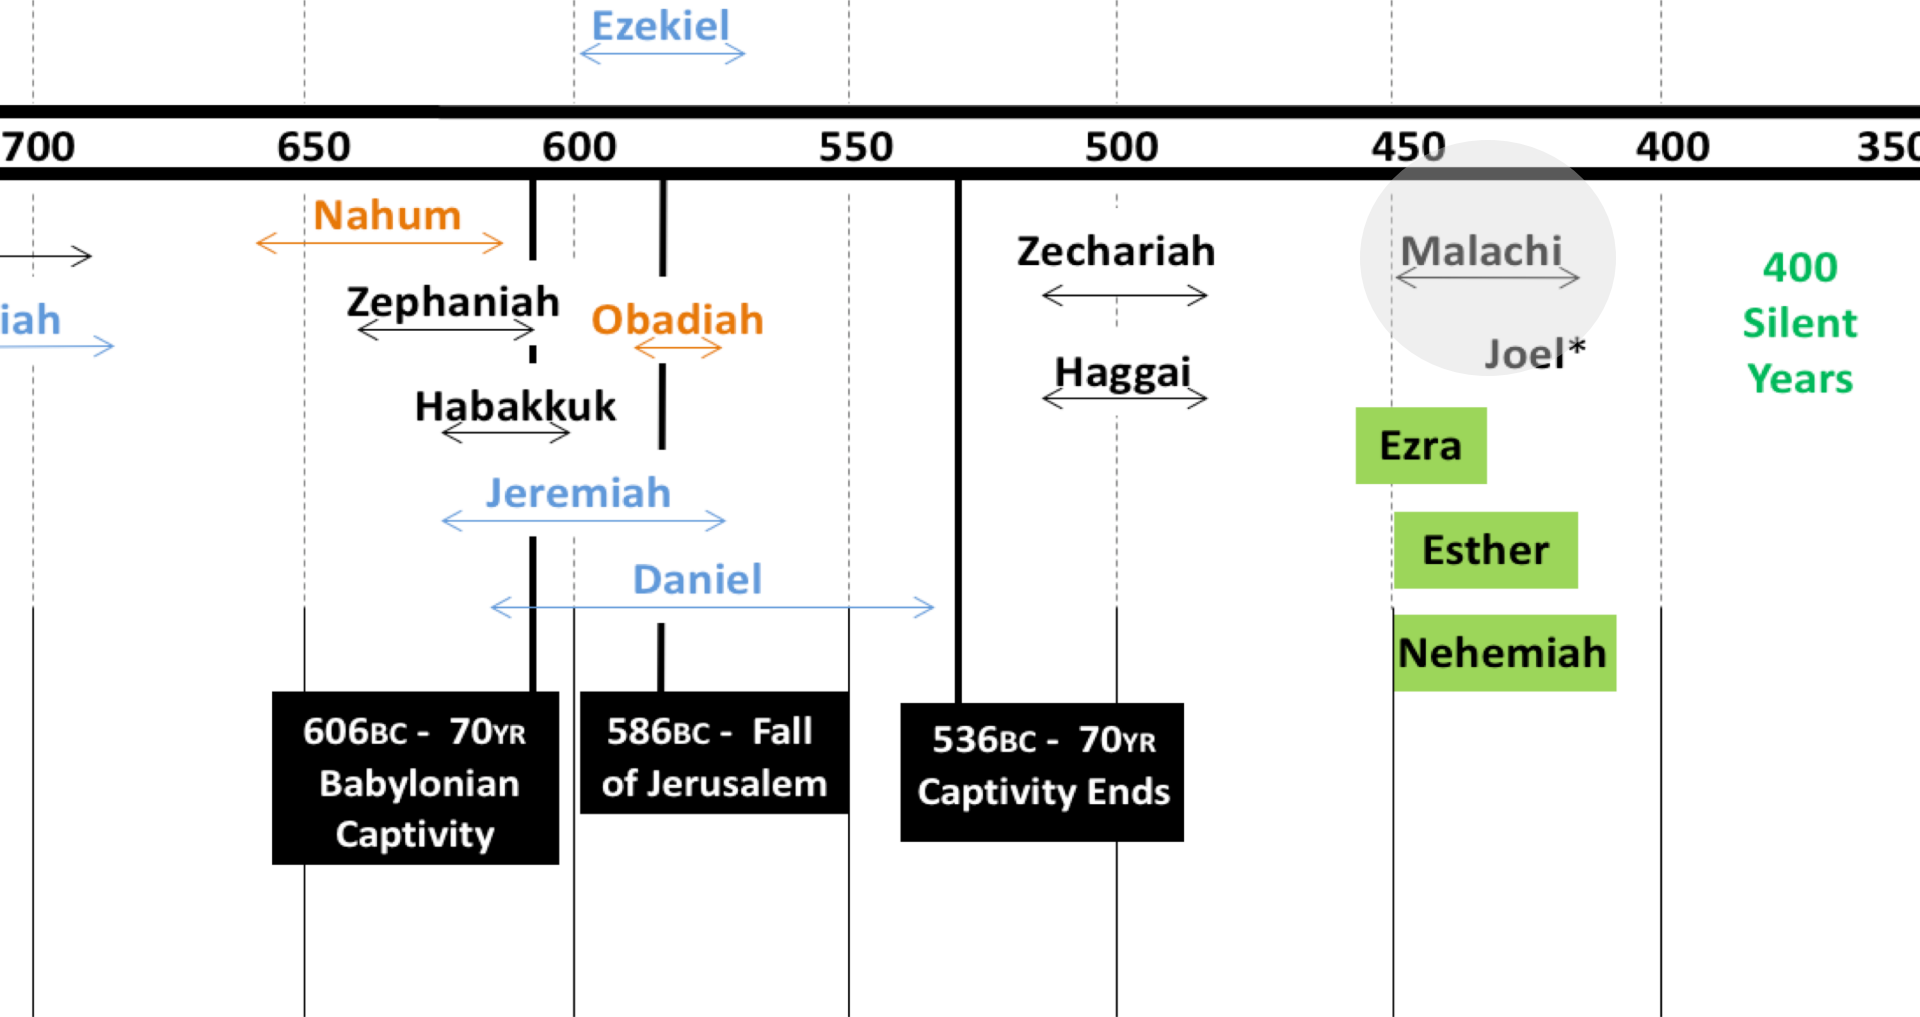 Ezekiel
700 650 600 550 500 450 400 350
Nahum
Zechariah
Malachi
400
Silent
Years
Zephaniah
iah
Obadiah
Joel*
Haggai
Habakkuk
Ezra
Jeremiah
Esther
Daniel
Nehemiah
606BC - 70YR
Babylonian
Captivity
586BC - Fall
of Jerusalem
536BC - 70YR
Captivity Ends